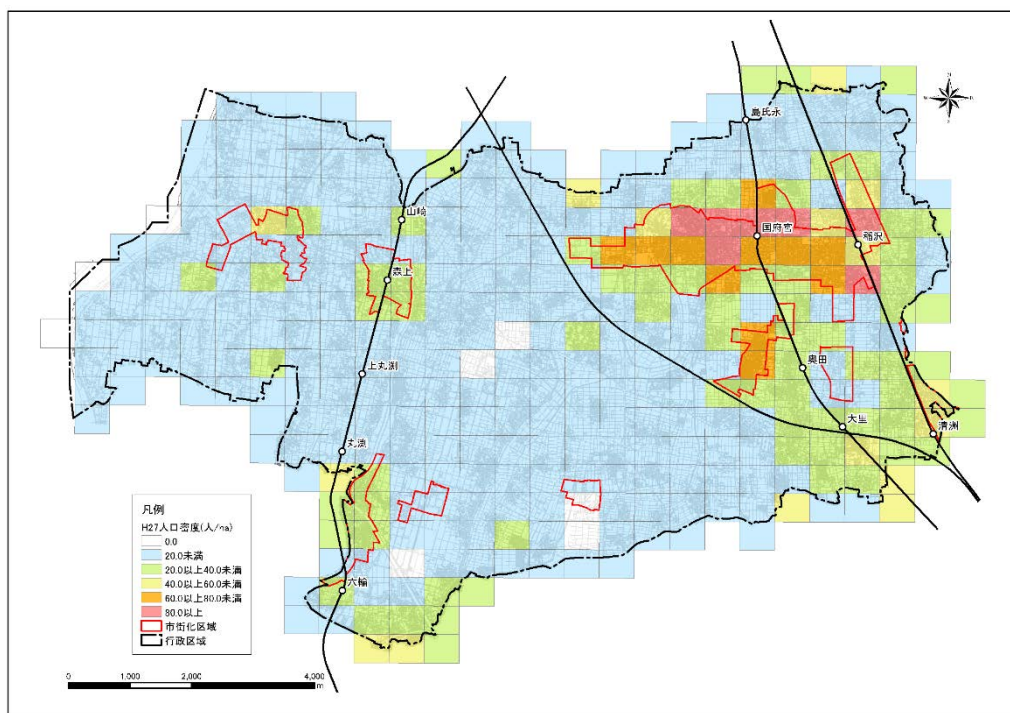 島氏永
山崎
国府宮
稲沢
森上
上丸渕
奥田
大里
清洲
丸渕
六輪
凡例
H27人口密度(人/ha)
0.0
20.0未満
20.0以上40.0未満
40.0以上60.0未満
60.0以上80.0未満
80.0以上
市街化区域
行政区域
0 1,000 2,000 4,000
m